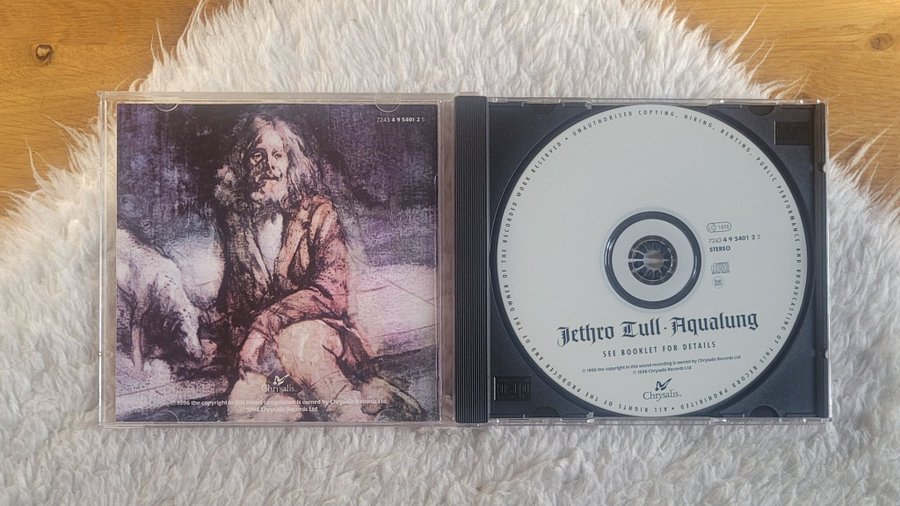 7243 4 9 5401 2 5
Chrysalis.
℗ 1996 the copyright in this sound compilation is owned by Chrysalis Records Ltd
© 1998 Chrysalis Records Ltd
THE PRODUCER AND OF THE OWNER OF THE RECORDED WORK RESERVED • UNAUTHORISED COPYING, HIRING, RENTING, PUBLIC PERFORMANCE AND BROADCASTING OF THIS RECORD PROHIBITED • ALL RIGHTS OF
LC
7243 4 9 5401 2 5
STEREO
Jethro Tull · Aqualung
SEE BOOKLET FOR DETAILS
℗ 1996 the copyright in this sound recording is owned by Chrysalis Records Ltd
© 1998 Chrysalis Records Ltd
Chrysalis.